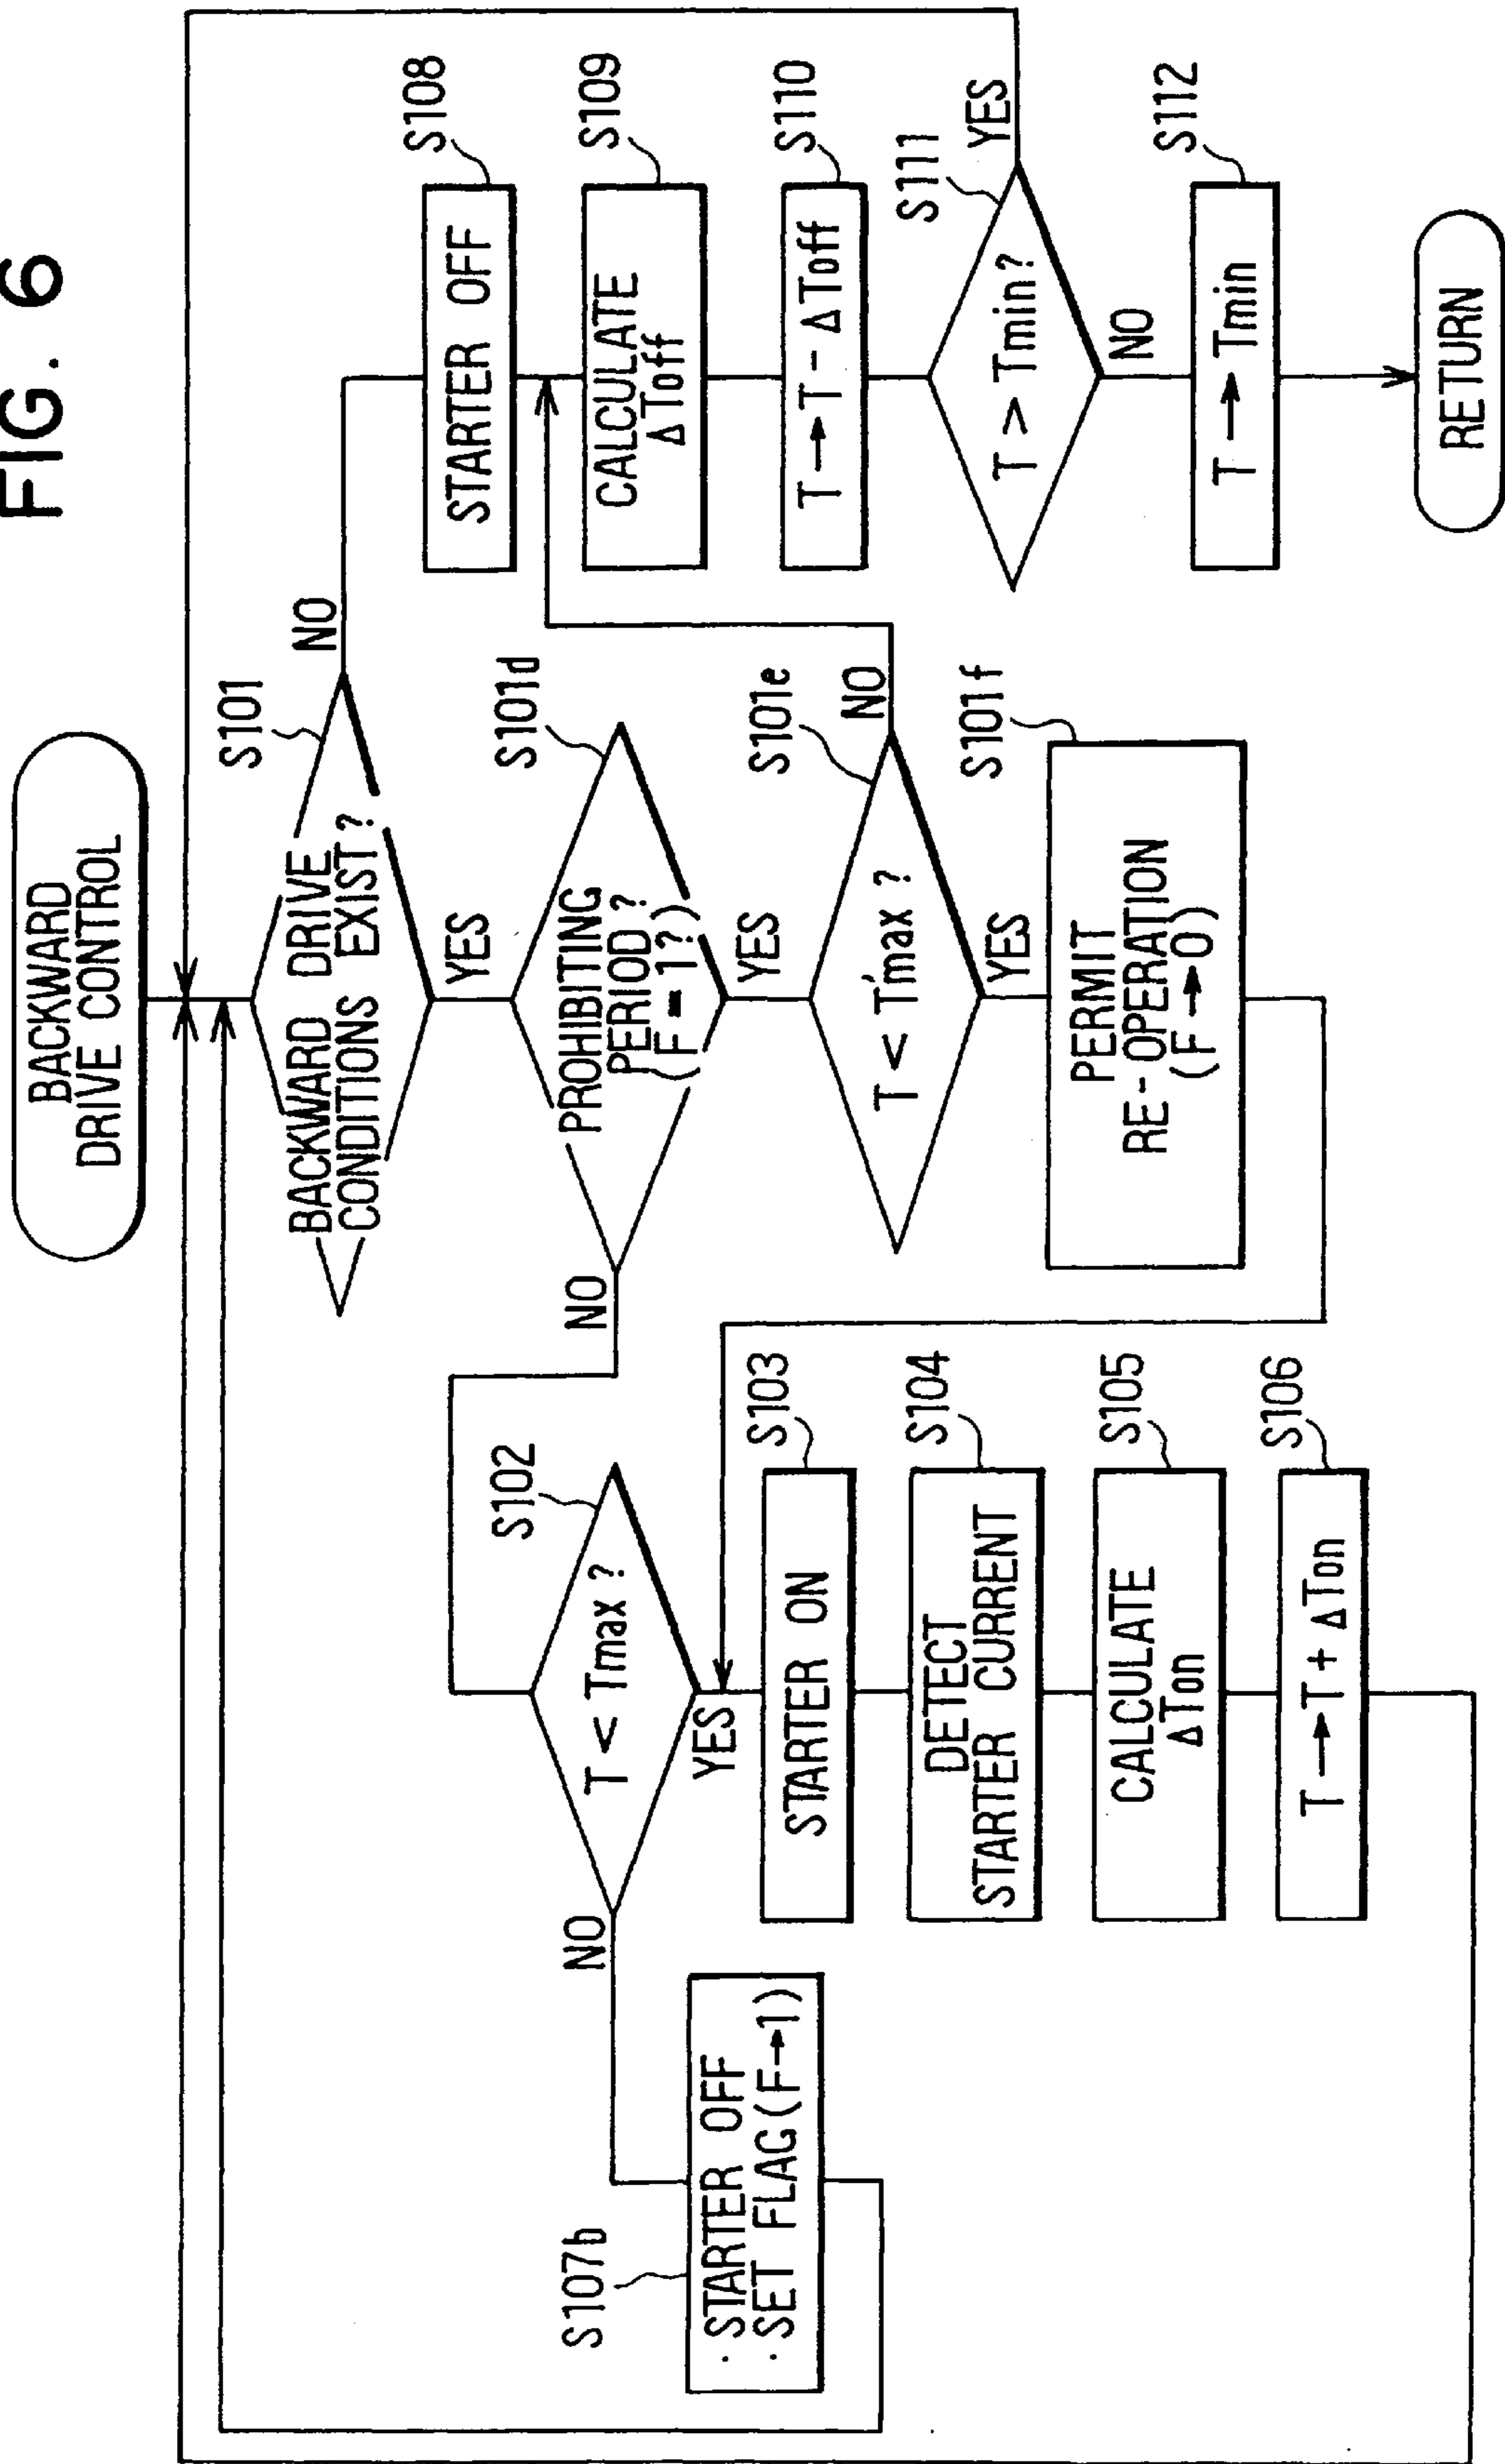 FIG. 6
BACKWARD
DRIVE CONTROL
S101
BACKWARD DRIVE
CONDITIONS EXIST?
NO
YES
S101d
PROHIBITING
PERIOD?
(F=1?)
NO
YES
S101e
T < T'max ?
NO
YES
S101f
PERMIT
RE-OPERATION
(F→0)
S102
T < Tmax ?
NO
YES
S103
STARTER ON
S104
DETECT
STARTER CURRENT
S105
CALCULATE
ΔTon
S106
T→T+ΔTon
S107b
·STARTER OFF
·SET FLAG(F→1)
S108
STARTER OFF
S109
CALCULATE
ΔToff
S110
T→T-ΔToff
S111
T > Tmin?
YES
NO
S112
T→Tmin
RETURN